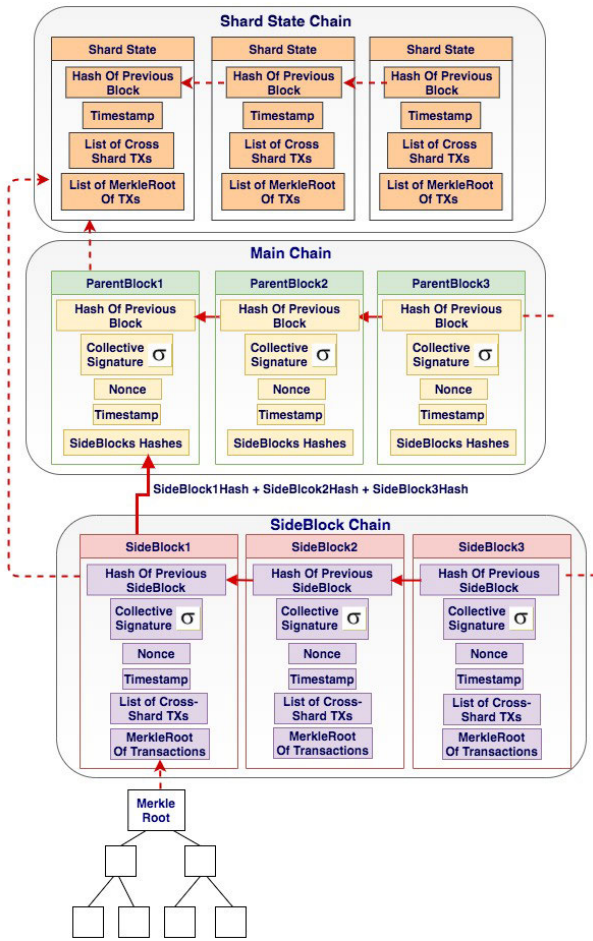 Shard State Chain
Shard State
Shard State
Shard State
Hash Of Previous
Block
Hash Of Previous
Block
Hash Of Previous
Block
Timestamp
Timestamp
Timestamp
List of Cross
Shard TXs
List of Cross
Shard TXs
List of Cross
Shard TXs
List of MerkleRoot
Of TXs
List of MerkleRoot
Of TXs
List of MerkleRoot
Of TXs
Main Chain
ParentBlock1
ParentBlock2
ParentBlock3
Hash Of Previous
Block
Hash Of Previous
Block
Hash Of Previous
Block
Collective
Signature σ
Collective
Signature σ
Collective
Signature σ
Nonce
Nonce
Nonce
Timestamp
Timestamp
Timestamp
SideBlocks Hashes
SideBlocks Hashes
SideBlocks Hashes
SideBlock1Hash + SideBlcok2Hash + SideBlock3Hash
SideBlock Chain
SideBlock1
SideBlock2
SideBlock3
Hash Of Previous
SideBlock
Hash Of Previous
SideBlock
Hash Of Previous
SideBlock
Collective
Signature σ
Collective
Signature σ
Collective
Signature σ
Nonce
Nonce
Nonce
Timestamp
Timestamp
Timestamp
List of Cross-
Shard TXs
List of Cross-
Shard TXs
List of Cross-
Shard TXs
MerkleRoot
Of Transactions
MerkleRoot
Of Transactions
MerkleRoot
Of Transactions
Merkle
Root